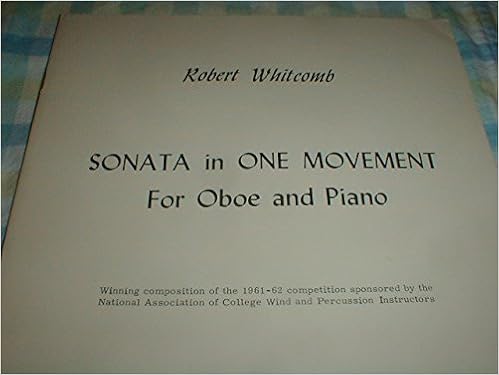 Robert Whitcomb
SONATA in ONE MOVEMENT
For Oboe and Piano
Winning composition of the 1961-62 competition sponsored by the
National Association of College Wind and Percussion Instructors